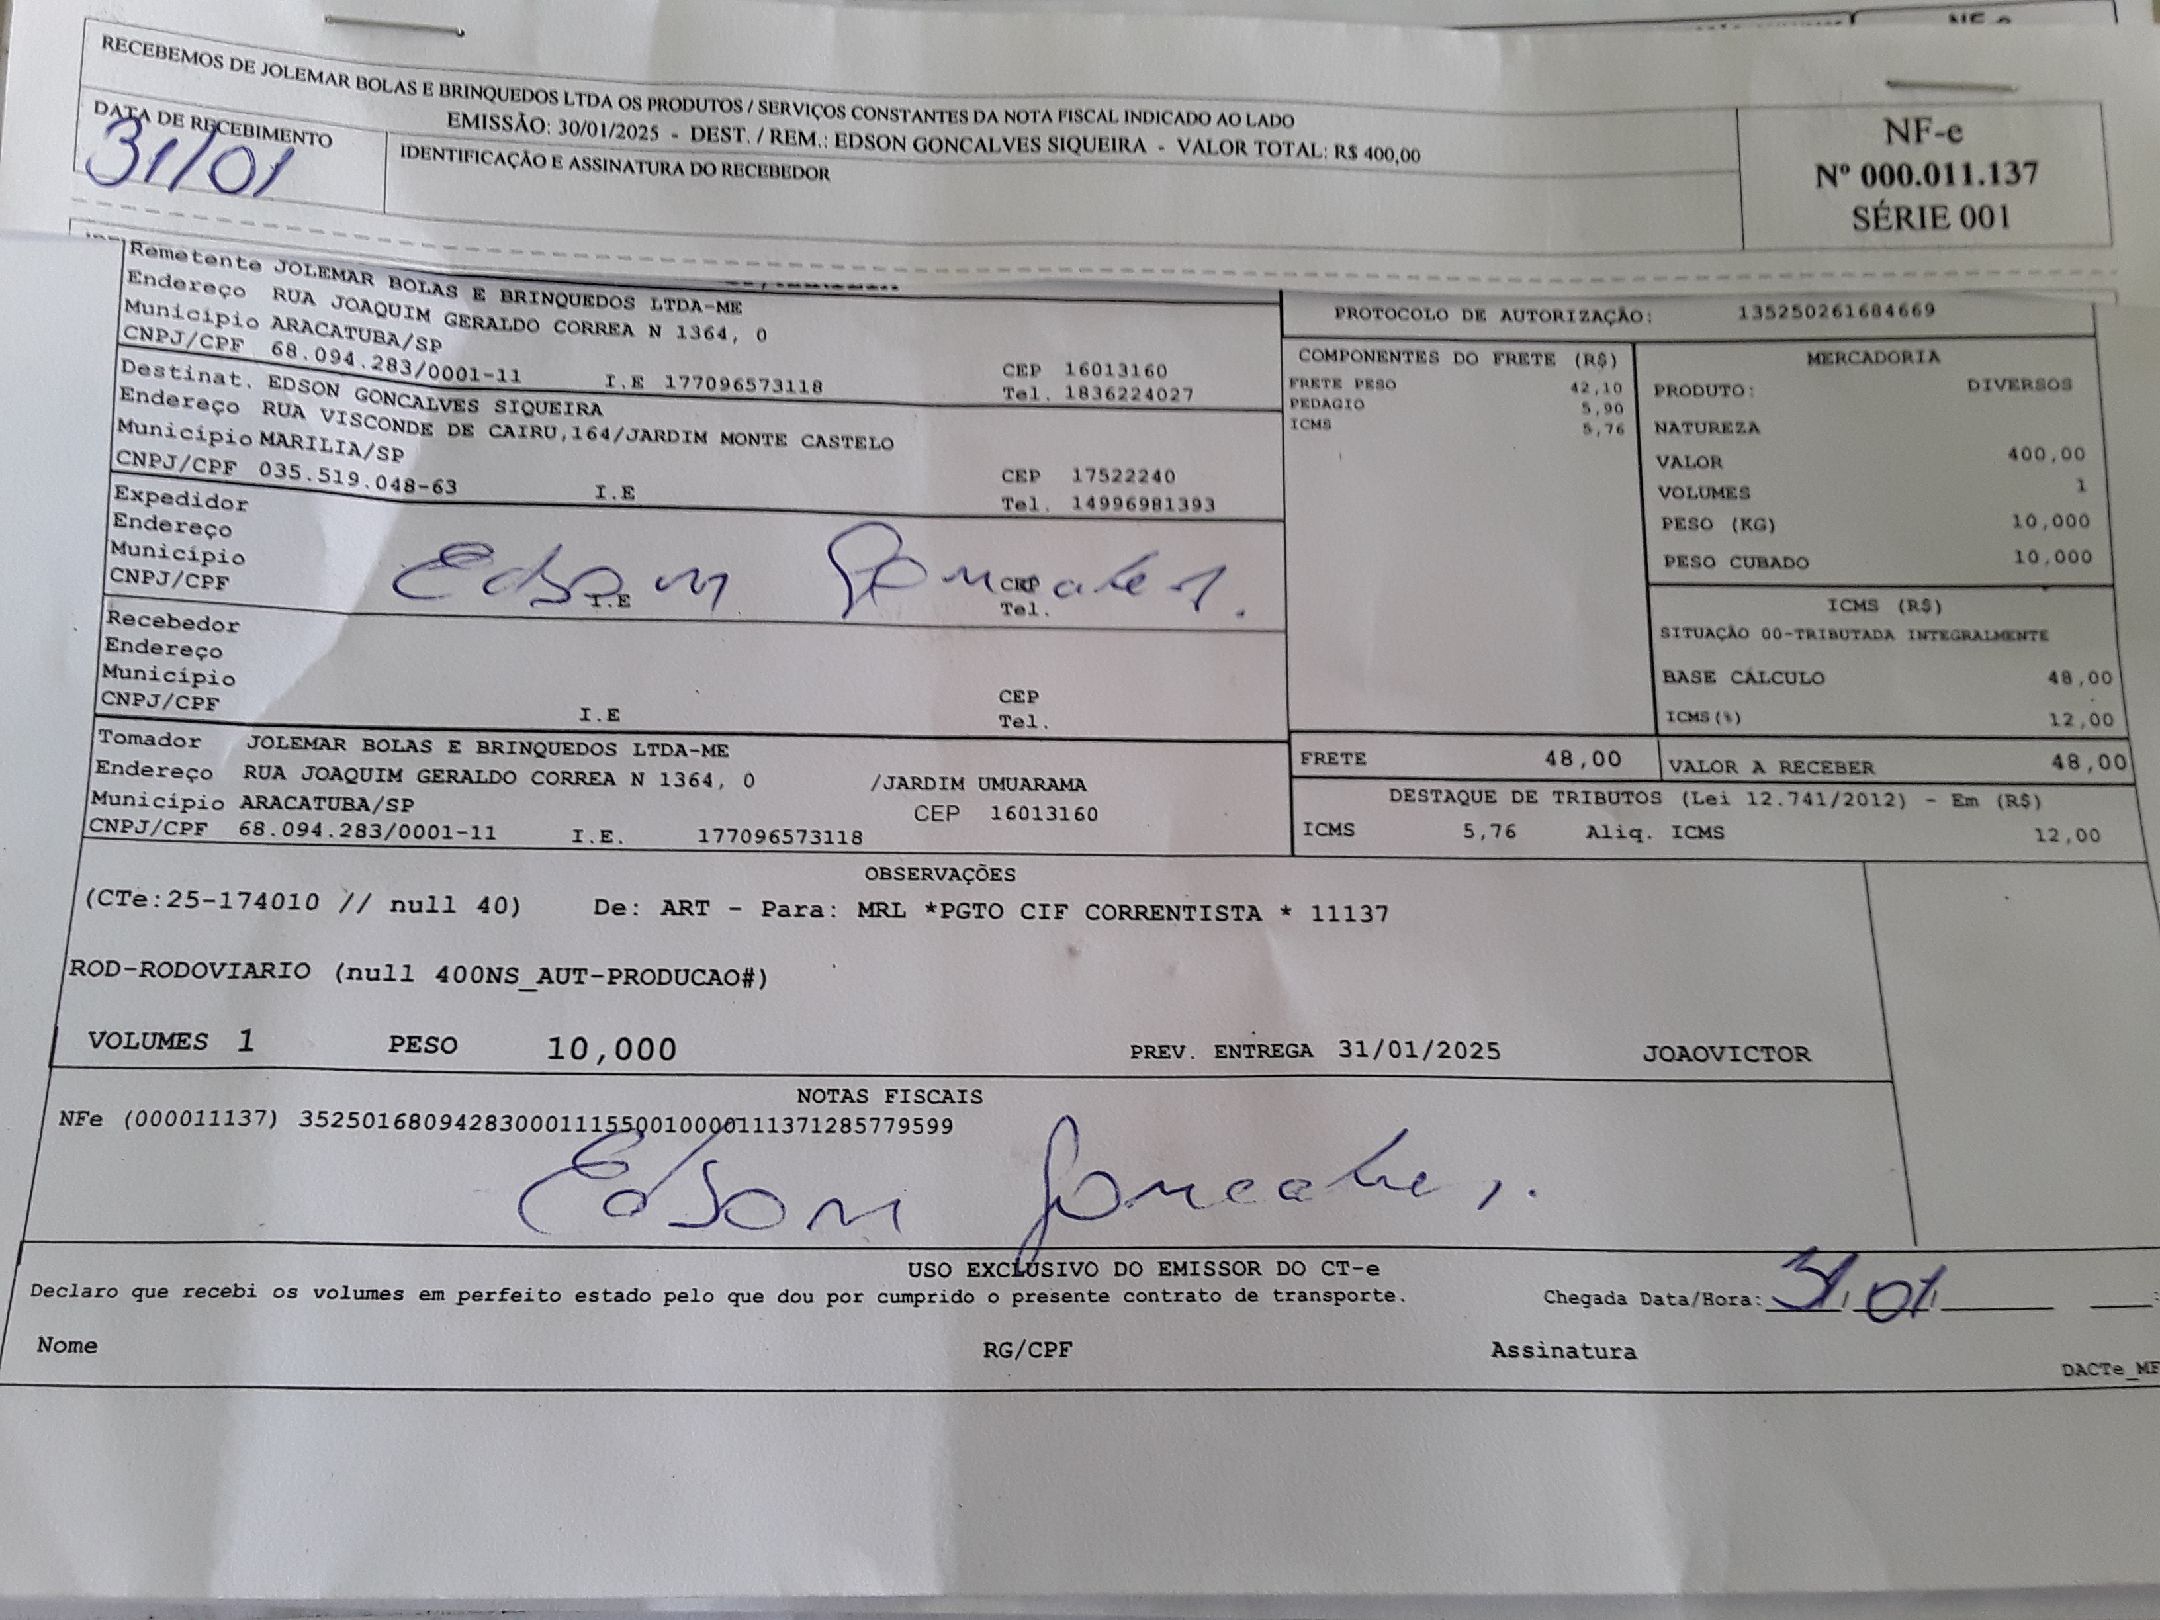 RECEBEMOS DE JOLEMAR BOLAS E BRINQUEDOS LTDA OS PRODUTOS / SERVIÇOS CONSTANTES DA NOTA FISCAL INDICADO AO LADO
EMISSÃO: 30/01/2025 - DEST. / REM.: EDSON GONCALVES SIQUEIRA - VALOR TOTAL: R$ 400,00
DATA DE RECEBIMENTO
31/01
IDENTIFICAÇÃO E ASSINATURA DO RECEBEDOR
NF-e
Nº 000.011.137
SÉRIE 001
Remetente JOLEMAR BOLAS E BRINQUEDOS LTDA-ME
Endereço RUA JOAQUIM GERALDO CORREA N 1364, 0
Município ARACATUBA/SP CEP 16013160
CNPJ/CPF 68.094.283/0001-11 I.E 177096573118 Tel. 1836224027
Destinat. EDSON GONCALVES SIQUEIRA
Endereço RUA VISCONDE DE CAIRU,164/JARDIM MONTE CASTELO
Município MARILIA/SP CEP 17522240
CNPJ/CPF 035.519.048-63 I.E Tel. 14996981393
Expedidor
Endereço
Município CEP
CNPJ/CPF I.E Tel.
Edson Goncalves.
Recebedor
Endereço
Município CEP
CNPJ/CPF I.E Tel.
Tomador JOLEMAR BOLAS E BRINQUEDOS LTDA-ME
Endereço RUA JOAQUIM GERALDO CORREA N 1364, 0 /JARDIM UMUARAMA
Município ARACATUBA/SP CEP 16013160
CNPJ/CPF 68.094.283/0001-11 I.E. 177096573118
PROTOCOLO DE AUTORIZAÇÃO: 135250261684669
COMPONENTES DO FRETE (R$)
FRETE PESO 42,10
PEDAGIO 5,90
ICMS 5,76
MERCADORIA
PRODUTO: DIVERSOS
NATUREZA
VALOR 400,00
VOLUMES 1
PESO (KG) 10,000
PESO CUBADO 10,000
ICMS (R$)
SITUAÇÃO 00-TRIBUTADA INTEGRALMENTE
BASE CÁLCULO 48,00
ICMS(%) 12,00
FRETE 48,00 VALOR A RECEBER 48,00
DESTAQUE DE TRIBUTOS (Lei 12.741/2012) - Em (R$)
ICMS 5,76 Aliq. ICMS 12,00
OBSERVAÇÕES
(CTe:25-174010 // null 40) De: ART - Para: MRL *PGTO CIF CORRENTISTA * 11137
ROD-RODOVIARIO (null 400NS_AUT-PRODUCAO#)
VOLUMES 1 PESO 10,000 PREV. ENTREGA 31/01/2025 JOAOVICTOR
NOTAS FISCAIS
NFe (000011137) 35250168094283000111550010000111371285779599
Edson Goncalves.
USO EXCLUSIVO DO EMISSOR DO CT-e
Declaro que recebi os volumes em perfeito estado pelo que dou por cumprido o presente contrato de transporte. Chegada Data/Hora: 31/01/
Nome RG/CPF Assinatura